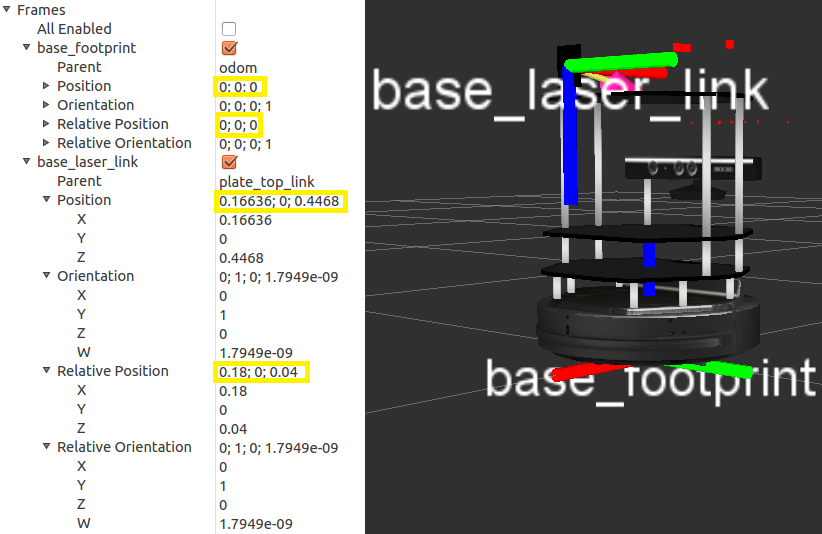 Frames
All Enabled
base_footprint
Parent odom
Position 0; 0; 0
Orientation 0; 0; 0; 1
Relative Position 0; 0; 0
Relative Orientation 0; 0; 0; 1
base_laser_link
Parent plate_top_link
Position 0.16636; 0; 0.4468
X 0.16636
Y 0
Z 0.4468
Orientation 0; 1; 0; 1.7949e-09
X 0
Y 1
Z 0
W 1.7949e-09
Relative Position 0.18; 0; 0.04
X 0.18
Y 0
Z 0.04
Relative Orientation 0; 1; 0; 1.7949e-09
X 0
Y 1
Z 0
W 1.7949e-09
base_laser_link
base_footprint